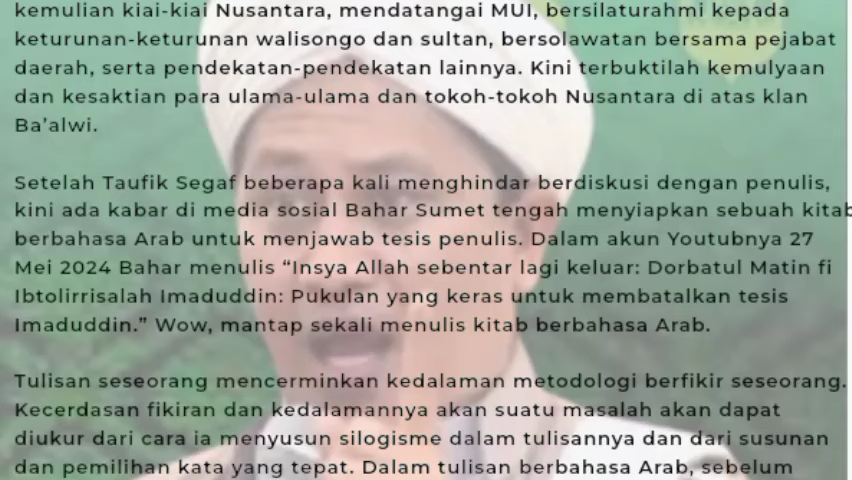 kemulian kiai-kiai Nusantara, mendatangai MUI, bersilaturahmi kepada
keturunan-keturunan walisongo dan sultan, bersolawatan bersama pejabat
daerah, serta pendekatan-pendekatan lainnya. Kini terbuktilah kemulyaan
dan kesaktian para ulama-ulama dan tokoh-tokoh Nusantara di atas klan
Ba’alwi.
Setelah Taufik Segaf beberapa kali menghindar berdiskusi dengan penulis,
kini ada kabar di media sosial Bahar Sumet tengah menyiapkan sebuah kitab
berbahasa Arab untuk menjawab tesis penulis. Dalam akun Youtubnya 27
Mei 2024 Bahar menulis “Insya Allah sebentar lagi keluar: Dorbatul Matin fi
Ibtolirrisalah Imaduddin: Pukulan yang keras untuk membatalkan tesis
Imaduddin.” Wow, mantap sekali menulis kitab berbahasa Arab.
Tulisan seseorang mencerminkan kedalaman metodologi berfikir seseorang.
Kecerdasan fikiran dan kedalamannya akan suatu masalah akan dapat
diukur dari cara ia menyusun silogisme dalam tulisannya dan dari susunan
dan pemilihan kata yang tepat. Dalam tulisan berbahasa Arab, sebelum